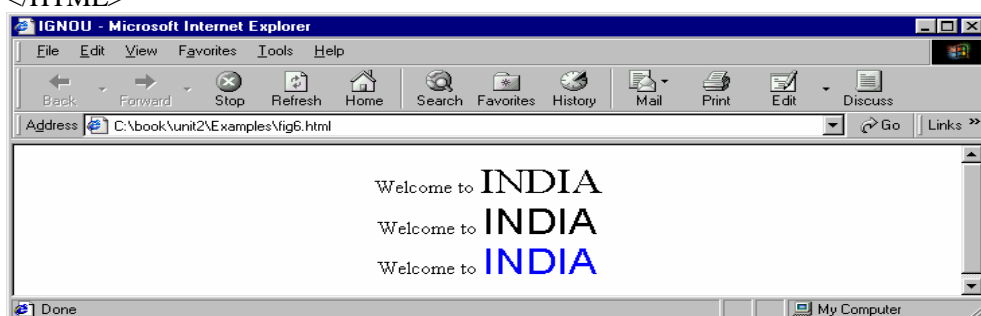 </HTML>
IGNOU - Microsoft Internet Explorer
File Edit View Favorites Tools Help
Back Forward Stop Refresh Home Search Favorites History Mail Print Edit Discuss
Address C:\book\unit2\Examples\fig6.html Go Links »
Welcome to INDIA
Welcome to INDIA
Welcome to INDIA
Done My Computer